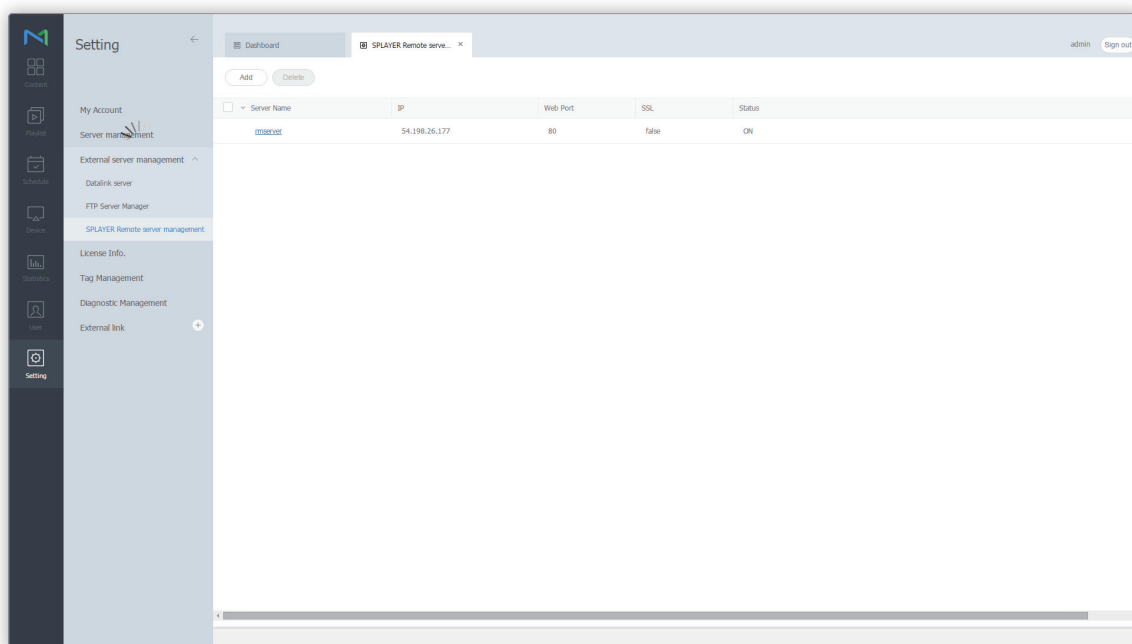 Setting
Dashboard
SPLAYER Remote serve...
admin
Sign out
Content
Playlist
Schedule
Device
Statistics
User
Setting
My Account
Server management
External server management
Datalink server
FTP Server Manager
SPLAYER Remote server management
License Info.
Tag Management
Diagnostic Management
External link
Add
Delete
Server Name IP Web Port SSL Status
rmserver 54.198.26.177 80 false ON